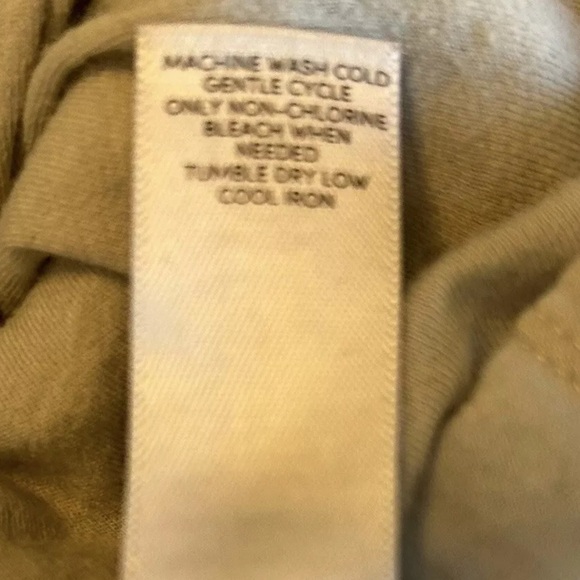 MACHINE WASH COLD
GENTLE CYCLE
ONLY NON-CHLORINE
BLEACH WHEN
NEEDED
TUMBLE DRY LOW
COOL IRON